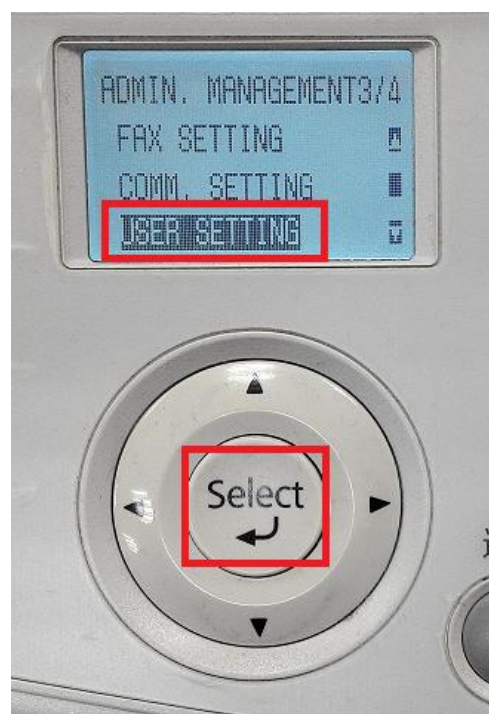 ADMIN. MANAGEMENT3/4
FAX SETTING
COMM. SETTING
USER SETTING
Select